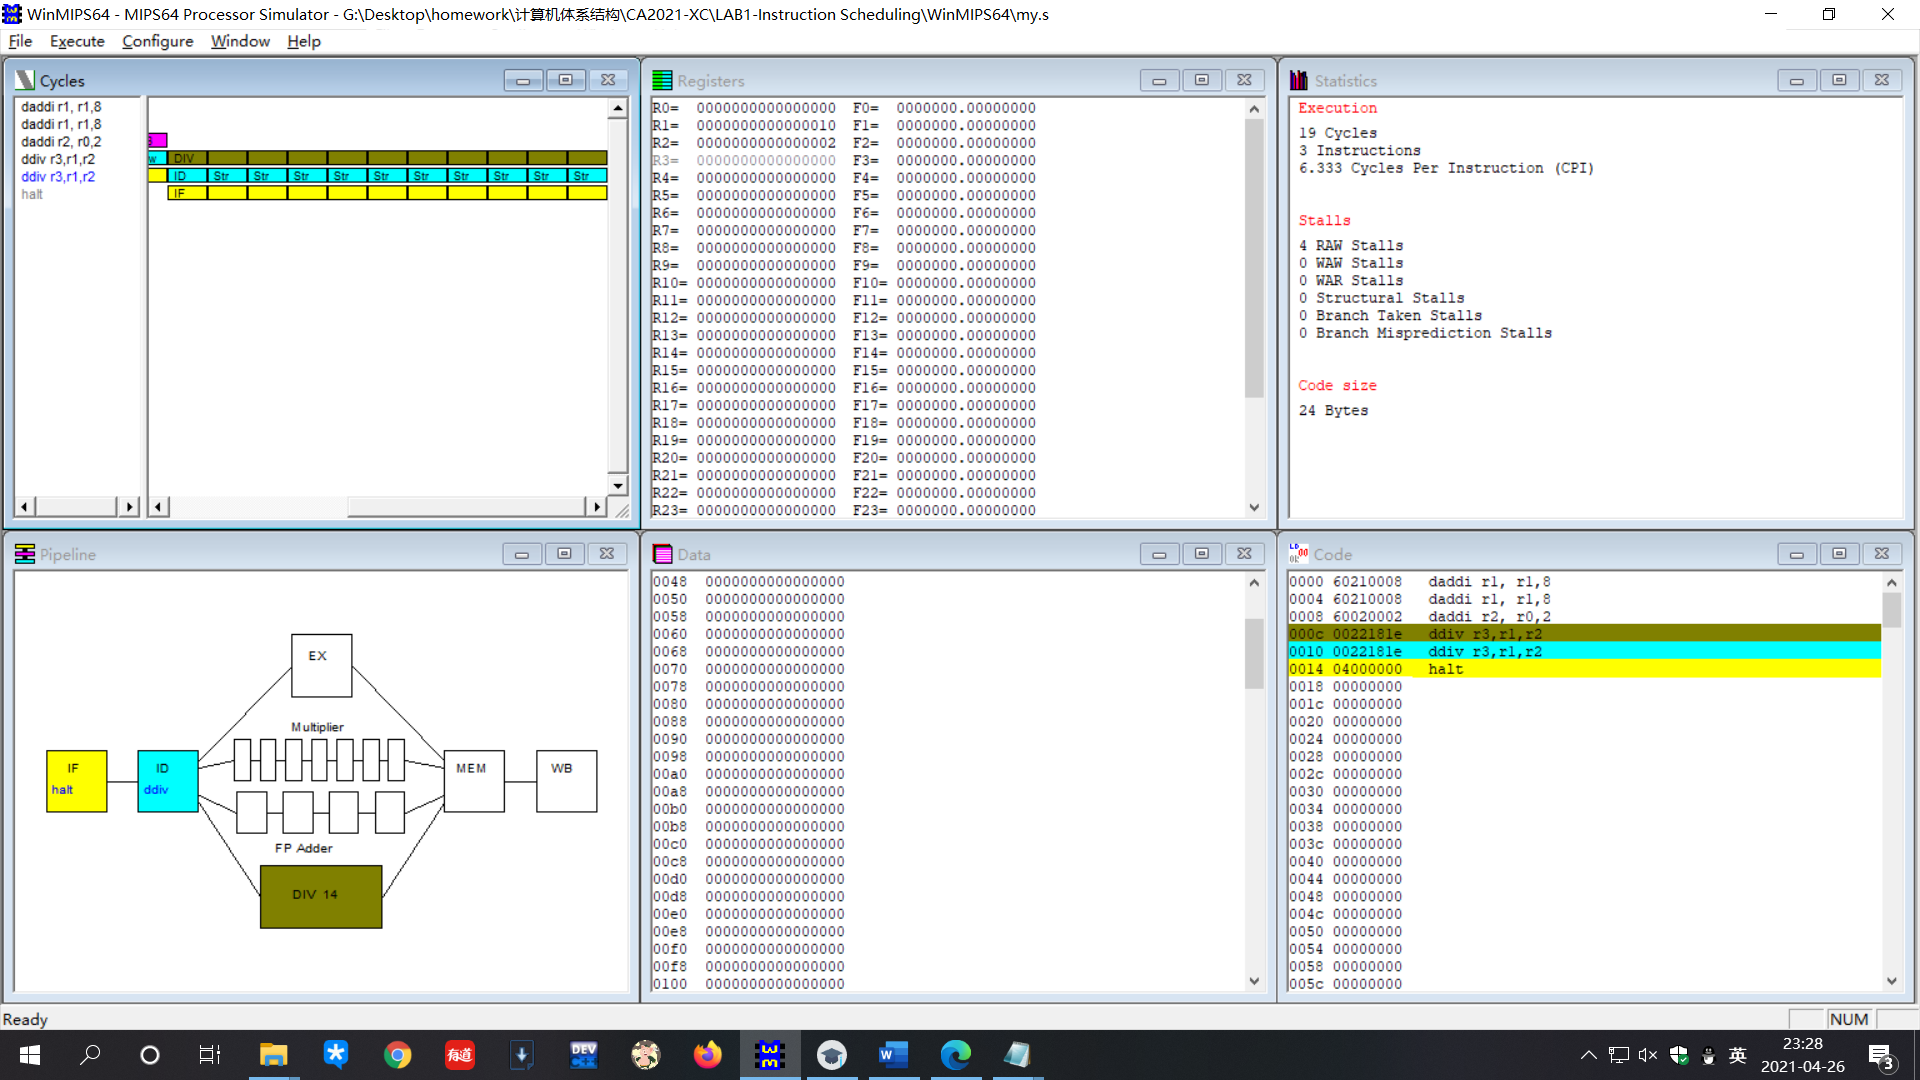 WinMIPS64 - MIPS64 Processor Simulator - G:\Desktop\homework\计算机体系结构\CA2021-XC\LAB1-Instruction Scheduling\WinMIPS64\my.s
File Execute Configure Window Help
Cycles
daddi r1, r1,8
daddi r1, r1,8
daddi r2, r0,2
ddiv r3,r1,r2
ddiv r3,r1,r2
halt
DIV
ID Str Str Str Str Str Str Str Str Str Str
IF
Registers
R0= 0000000000000000 F0= 0000000.00000000
R1= 0000000000000010 F1= 0000000.00000000
R2= 0000000000000002 F2= 0000000.00000000
R3= 0000000000000000 F3= 0000000.00000000
R4= 0000000000000000 F4= 0000000.00000000
R5= 0000000000000000 F5= 0000000.00000000
R6= 0000000000000000 F6= 0000000.00000000
R7= 0000000000000000 F7= 0000000.00000000
R8= 0000000000000000 F8= 0000000.00000000
R9= 0000000000000000 F9= 0000000.00000000
R10= 0000000000000000 F10= 0000000.00000000
R11= 0000000000000000 F11= 0000000.00000000
R12= 0000000000000000 F12= 0000000.00000000
R13= 0000000000000000 F13= 0000000.00000000
R14= 0000000000000000 F14= 0000000.00000000
R15= 0000000000000000 F15= 0000000.00000000
R16= 0000000000000000 F16= 0000000.00000000
R17= 0000000000000000 F17= 0000000.00000000
R18= 0000000000000000 F18= 0000000.00000000
R19= 0000000000000000 F19= 0000000.00000000
R20= 0000000000000000 F20= 0000000.00000000
R21= 0000000000000000 F21= 0000000.00000000
R22= 0000000000000000 F22= 0000000.00000000
R23= 0000000000000000 F23= 0000000.00000000
Statistics
Execution
19 Cycles
3 Instructions
6.333 Cycles Per Instruction (CPI)
Stalls
4 RAW Stalls
0 WAW Stalls
0 WAR Stalls
0 Structural Stalls
0 Branch Taken Stalls
0 Branch Misprediction Stalls
Code size
24 Bytes
Pipeline
EX
Multiplier
IF
halt
ID
ddiv
MEM
WB
FP Adder
DIV 14
Data
0048 0000000000000000
0050 0000000000000000
0058 0000000000000000
0060 0000000000000000
0068 0000000000000000
0070 0000000000000000
0078 0000000000000000
0080 0000000000000000
0088 0000000000000000
0090 0000000000000000
0098 0000000000000000
00a0 0000000000000000
00a8 0000000000000000
00b0 0000000000000000
00b8 0000000000000000
00c0 0000000000000000
00c8 0000000000000000
00d0 0000000000000000
00d8 0000000000000000
00e0 0000000000000000
00e8 0000000000000000
00f0 0000000000000000
00f8 0000000000000000
0100 0000000000000000
Code
0000 60210008 daddi r1, r1,8
0004 60210008 daddi r1, r1,8
0008 60020002 daddi r2, r0,2
000c 0022181e ddiv r3,r1,r2
0010 0022181e ddiv r3,r1,r2
0014 04000000 halt
0018 00000000
001c 00000000
0020 00000000
0024 00000000
0028 00000000
002c 00000000
0030 00000000
0034 00000000
0038 00000000
003c 00000000
0040 00000000
0044 00000000
0048 00000000
004c 00000000
0050 00000000
0054 00000000
0058 00000000
005c 00000000
Ready
NUM
有道
DEV
C++
英
23:28
2021-04-26
3